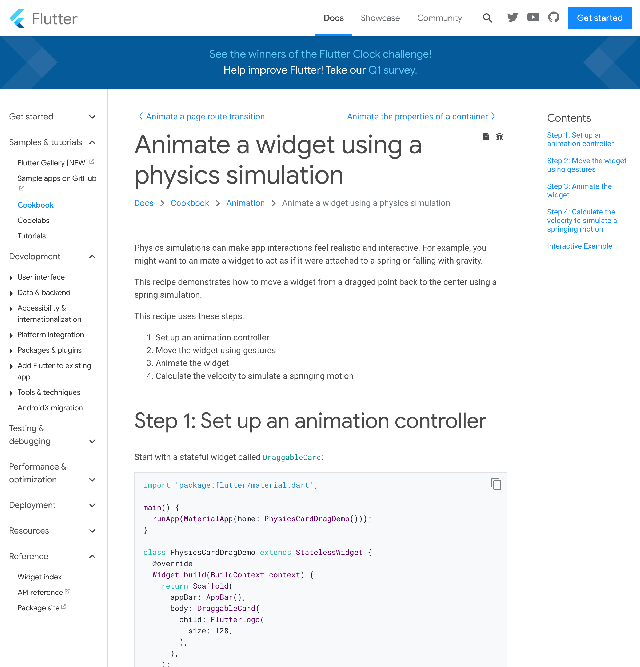 Flutter
Docs
Showcase
Community
Get started
See the winners of the Flutter Clock challenge!
Help improve Flutter! Take our Q1 survey.
Get started
Samples & tutorials
Flutter Gallery [NEW
Sample apps on GitHub
Cookbook
Codelabs
Tutorials
Development
User interface
Data & backend
Accessibility &
internationalization
Platform integration
Packages & plugins
Add Flutter to existing
app
Tools & techniques
AndroidX migration
Testing &
debugging
Performance &
optimization
Deployment
Resources
Reference
Widget index
API reference
Package site
Animate a page route transition
Animate the properties of a container
Animate a widget using a
physics simulation
Docs
Cookbook
Animation
Animate a widget using a physics simulation
Physics simulations can make app interactions feel realistic and interactive. For example, you
might want to animate a widget to act as if it were attached to a spring or falling with gravity.
This recipe demonstrates how to move a widget from a dragged point back to the center using a
spring simulation.
This recipe uses these steps:
1. Set up an animation controller
2. Move the widget using gestures
3. Animate the widget
4. Calculate the velocity to simulate a springing motion
Step 1: Set up an animation controller
Start with a stateful widget called DraggableCard:
import 'package:flutter/material.dart';
main() {
runApp(MaterialApp(home: PhysicsCardDragDemo()));
}
class PhysicsCardDragDemo extends StatelessWidget {
@override
Widget build(BuildContext context) {
return Scaffold(
appBar: AppBar(),
body: DraggableCard(
child: FlutterLogo(
size: 128,
),
),
);
Contents
Step 1: Set up an
animation controller
Step 2: Move the widget
using gestures
Step 3: Animate the
widget
Step 4: Calculate the
velocity to simulate a
springing motion
Interactive Example